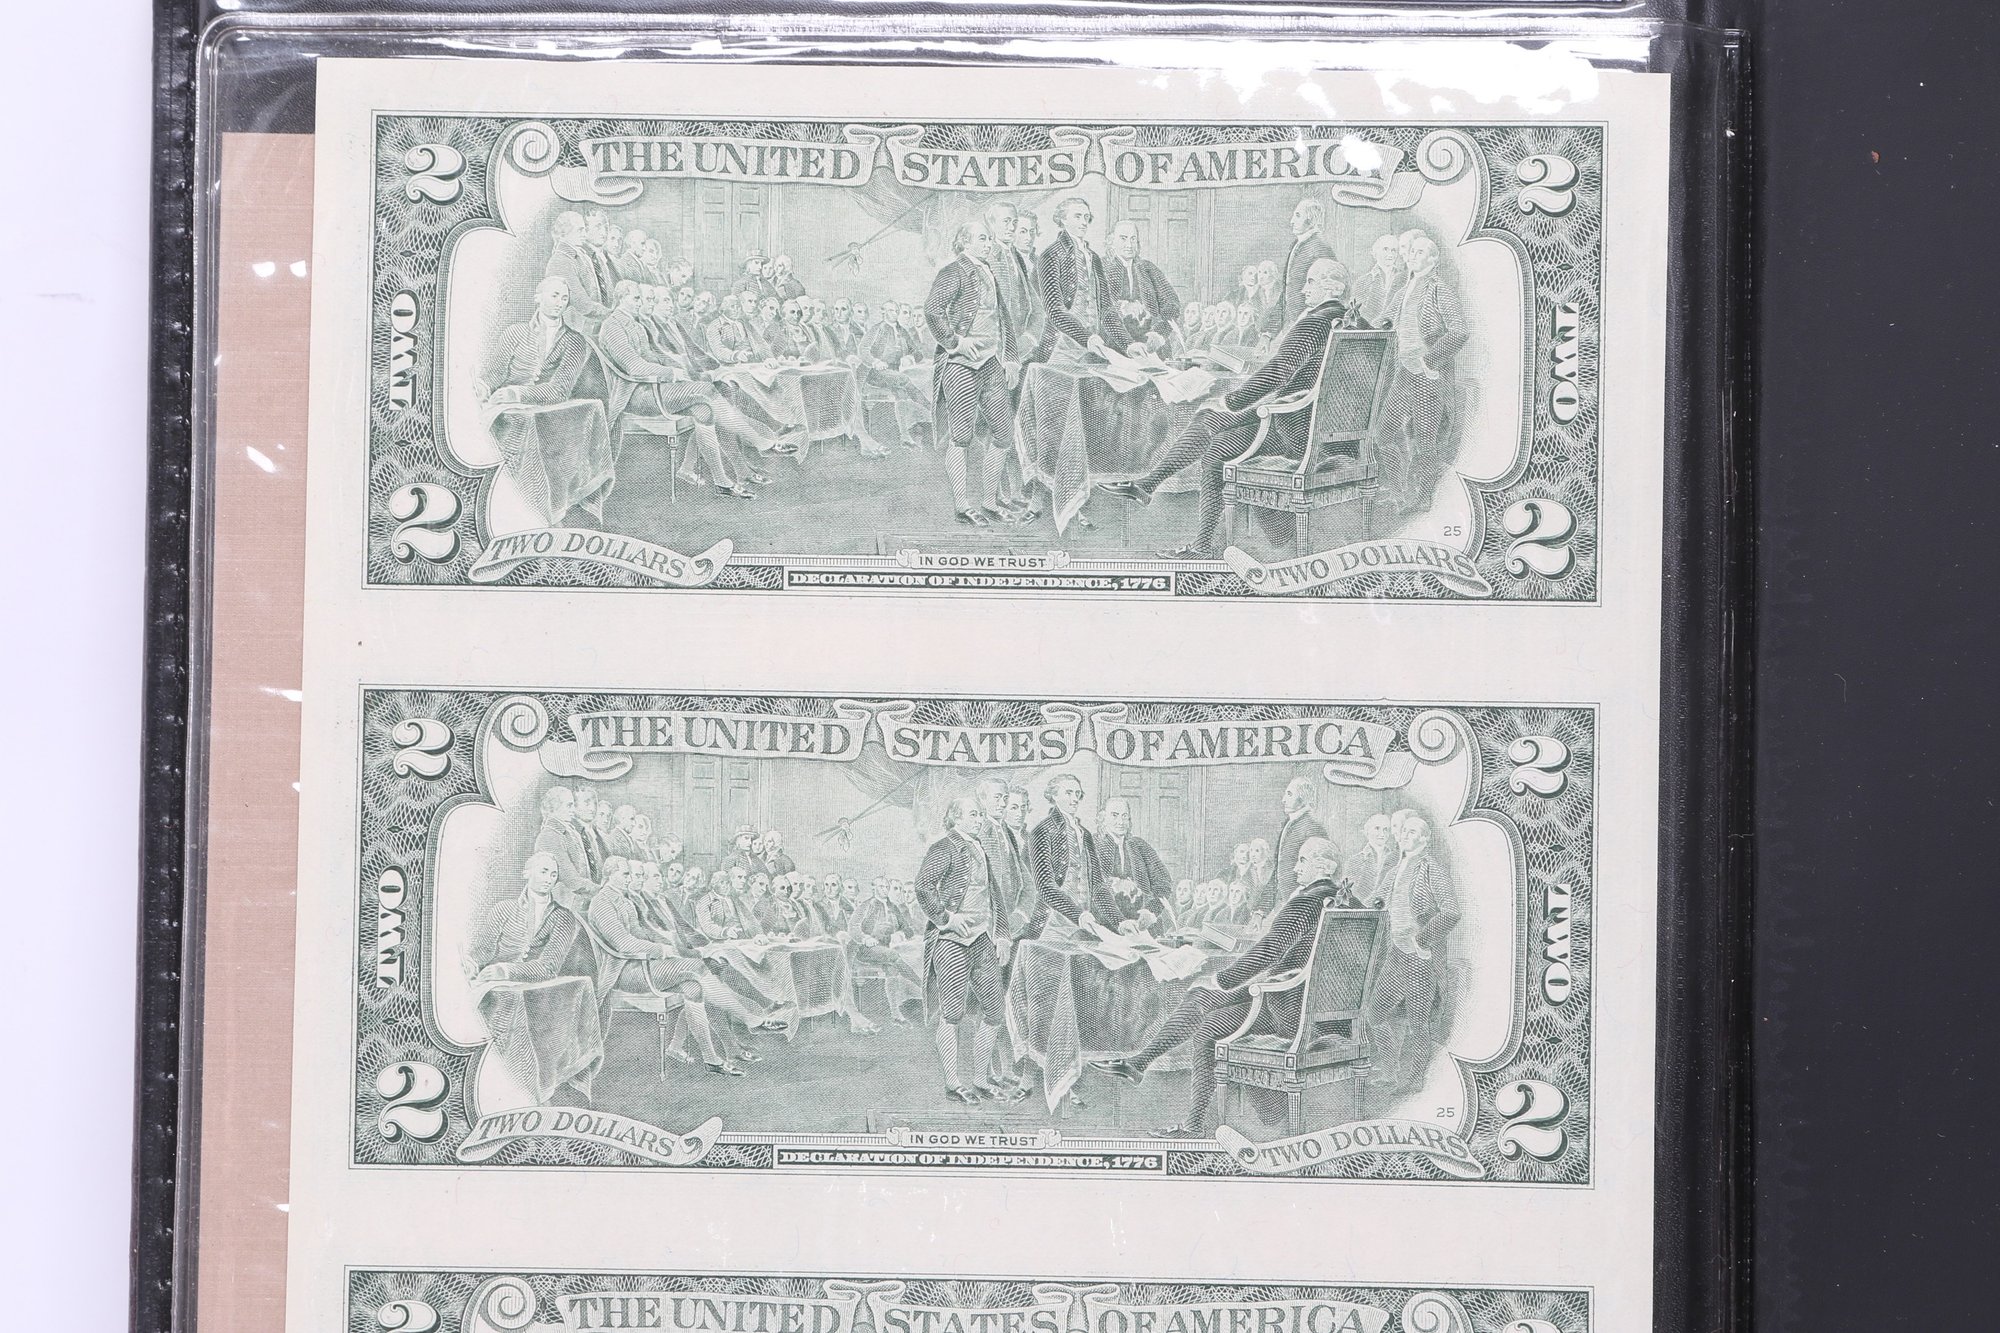 THE UNITED STATES OF AMERICA
2 2
TWO TWO
2 2
25
TWO DOLLARS IN GOD WE TRUST TWO DOLLARS
DECLARATION OF INDEPENDENCE, 1776
THE UNITED STATES OF AMERICA
2 2
TWO TWO
2 2
25
TWO DOLLARS IN GOD WE TRUST TWO DOLLARS
DECLARATION OF INDEPENDENCE, 1776
THE UNITED STATES OF AMERICA
2 2